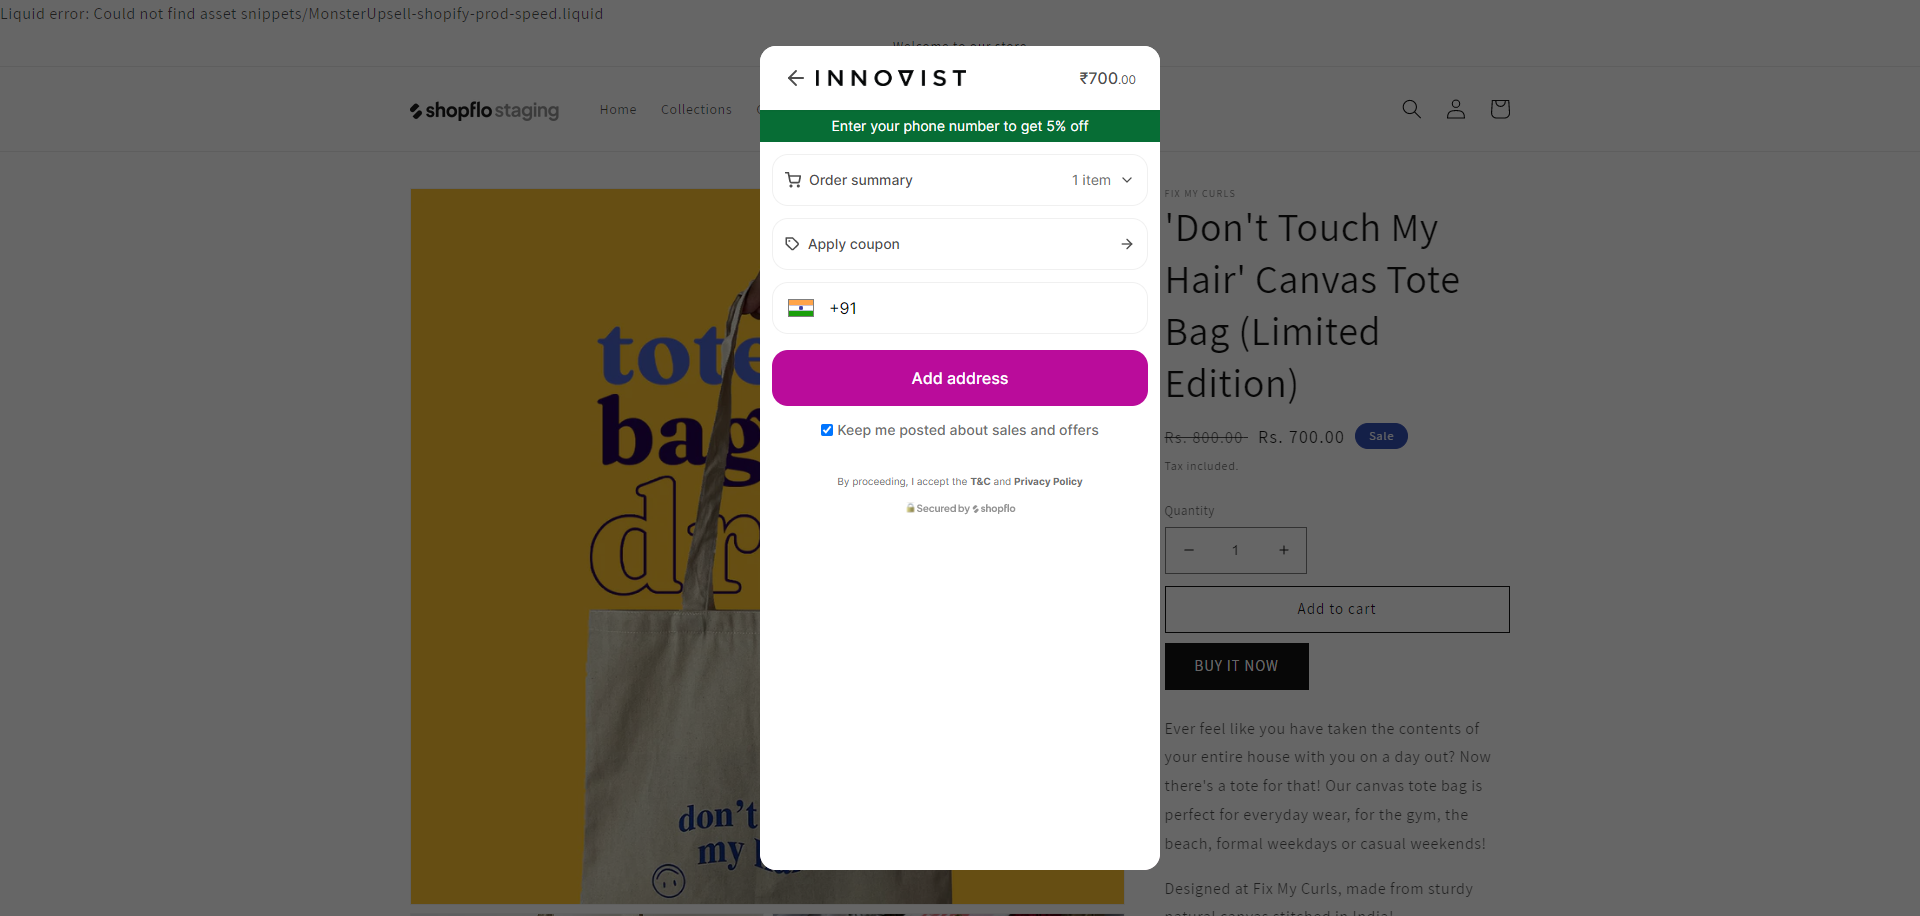 Liquid error: Could not find asset snippets/MonsterUpsell-shopify-prod-speed.liquid
Welcome to our store
shopflo staging
Home
Collections
INNOVIST
₹700.00
Enter your phone number to get 5% off
Order summary
1 item
Apply coupon
+91
Add address
Keep me posted about sales and offers
By proceeding, I accept the T&C and Privacy Policy
Secured by shopflo
tote
bag
dr
don't
my
FIX MY CURLS
'Don't Touch My
Hair' Canvas Tote
Bag (Limited
Edition)
Rs. 800.00 Rs. 700.00 Sale
Tax included.
Quantity
− 1 +
Add to cart
BUY IT NOW
Ever feel like you have taken the contents of
your entire house with you on a day out? Now
there's a tote for that! Our canvas tote bag is
perfect for everyday wear, for the gym, the
beach, formal weekdays or casual weekends!
Designed at Fix My Curls, made from sturdy
natural canvas stitched in India!